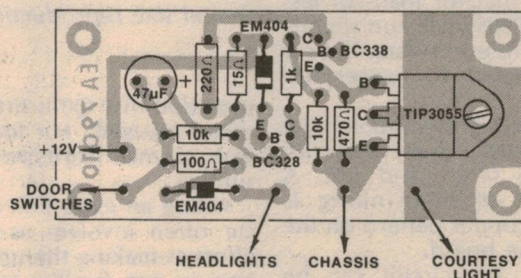 EM404
C
B BC338
E
47µF
+
220Ω
15Ω
1k
10k
470Ω
B
C
E
TIP3055
10k
100Ω
E
B
C
BC328
+12V
DOOR
SWITCHES
EM404
HEADLIGHTS
CHASSIS
COURTESY
LIGHT